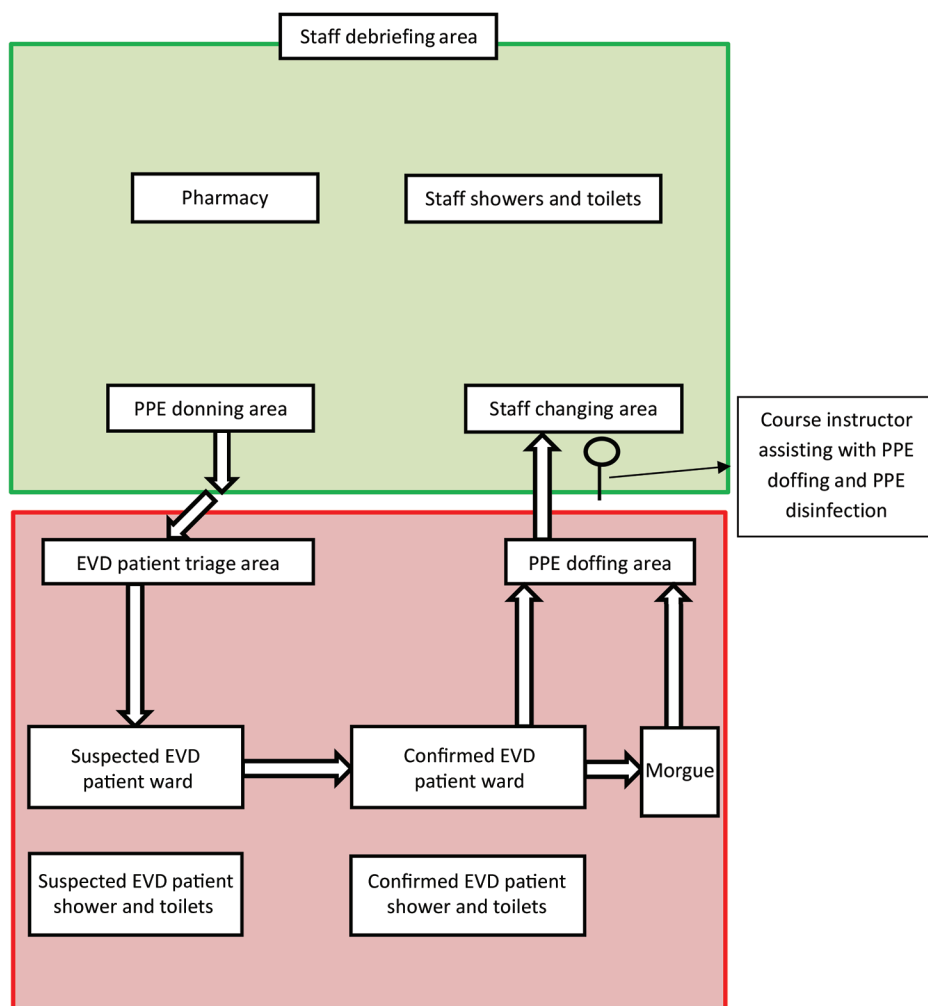 Staff debriefing area
Pharmacy
Staff showers and toilets
PPE donning area
Staff changing area
Course instructor
assisting with PPE
doffing and PPE
disinfection
EVD patient triage area
PPE doffing area
Suspected EVD
patient ward
Confirmed EVD
patient ward
Morgue
Suspected EVD patient
shower and toilets
Confirmed EVD patient
shower and toilets